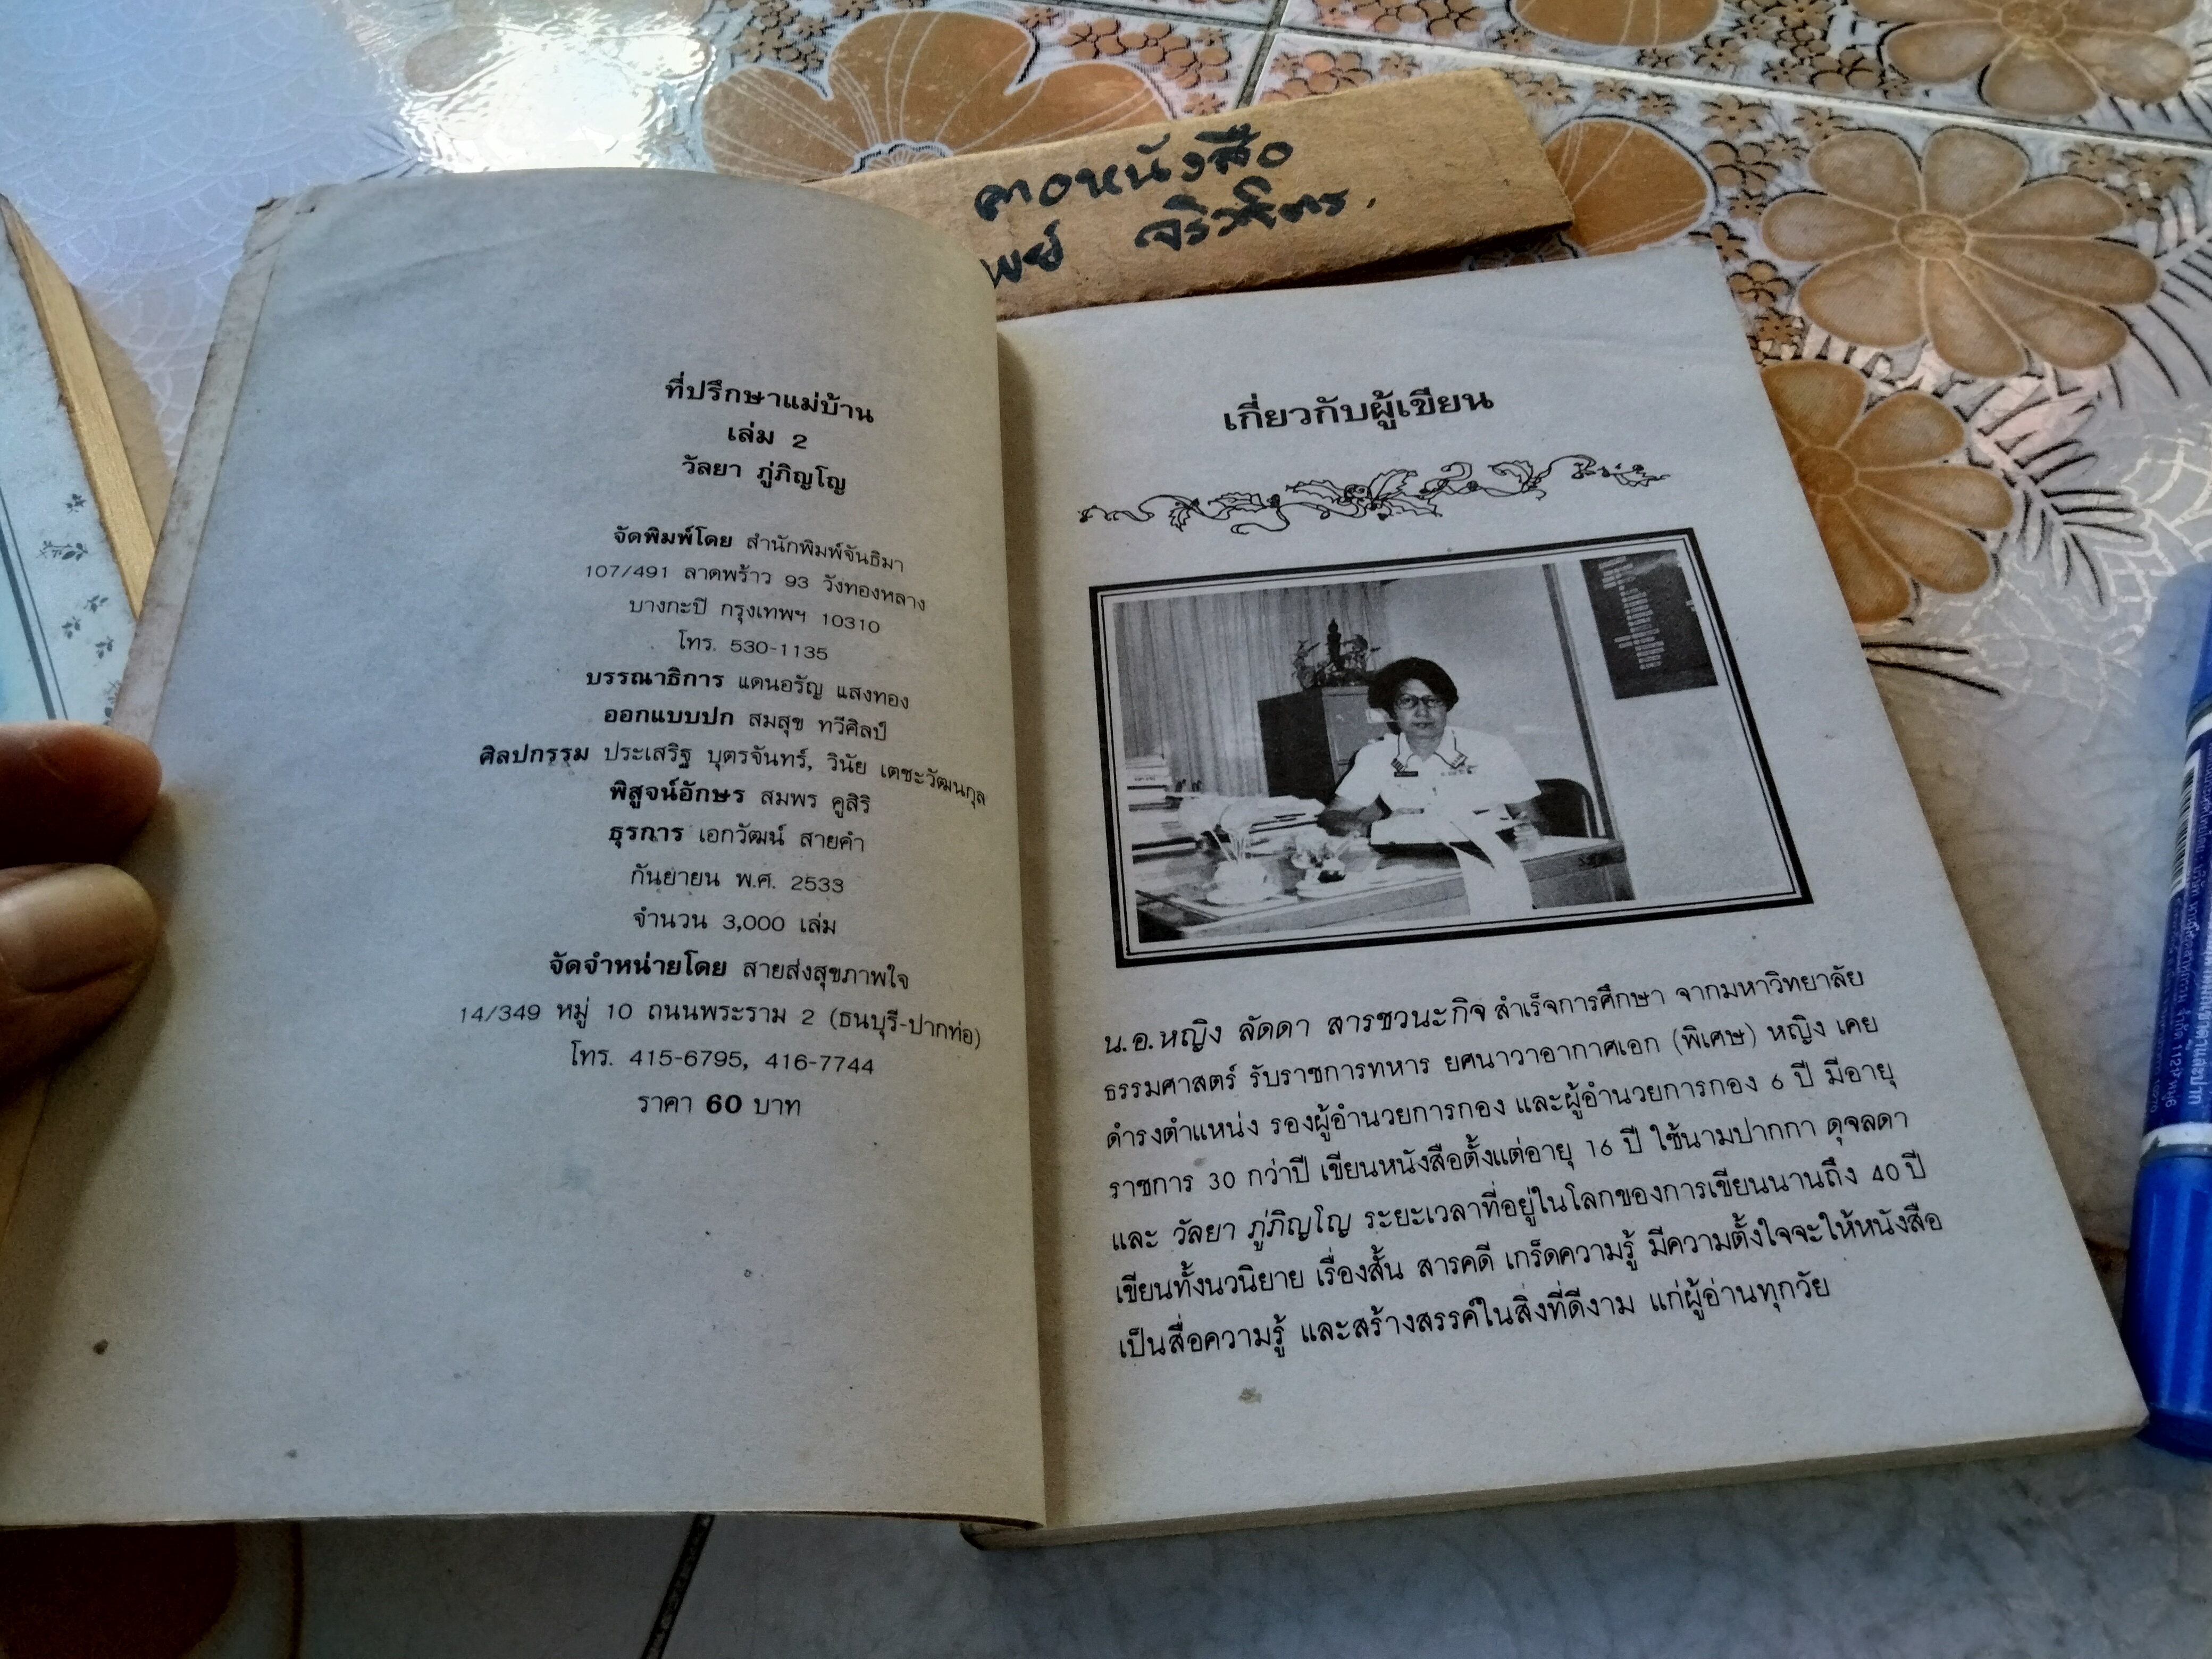 คอหนังสือ
พย์
ที่ปรึกษาแม่บ้าน
เล่ม 2
วัลยา ภู่ภิญโญ
จัดพิมพ์โดย สำนักพิมพ์จันธิมา
107/491 ลาดพร้าว 93 วังทองหลาง
บางกะปิ กรุงเทพฯ 10310
โทร. 530-1135
บรรณาธิการ แดนอรัญ แสงทอง
ออกแบบปก สมสุข ทวีศิลป์
ศิลปกรรม ประเสริฐ บุตรจันทร์, วินัย เตชะวัฒนกุล
พิสูจน์อักษร สมพร คูสิริ
ธุรการ เอกวัฒน์ สายคำ
กันยายน พ.ศ. 2533
จำนวน 3,000 เล่ม
จัดจำหน่ายโดย สายส่งสุขภาพใจ
14/349 หมู่ 10 ถนนพระราม 2 (ธนบุรี-ปากท่อ)
โทร. 415-6795, 416-7744
ราคา 60 บาท
เกี่ยวกับผู้เขียน
น.อ.หญิง ลัดดา สารชวนะกิจ สำเร็จการศึกษา จากมหาวิทยาลัย
ธรรมศาสตร์ รับราชการทหาร ยศนาวาอากาศเอก (พิเศษ) หญิง เคย
ดำรงตำแหน่ง รองผู้อำนวยการกอง และผู้อำนวยการกอง 6 ปี มีอายุ
ราชการ 30 กว่าปี เขียนหนังสือตั้งแต่อายุ 16 ปี ใช้นามปากกา ดุจลดา
และ วัลยา ภู่ภิญโญ ระยะเวลาที่อยู่ในโลกของการเขียนนานถึง 40 ปี
เขียนทั้งนวนิยาย เรื่องสั้น สารคดี เกร็ดความรู้ มีความตั้งใจจะให้หนังสือ
เป็นสื่อความรู้ และสร้างสรรค์ในสิ่งที่ดีงาม แก่ผู้อ่านทุกวัย